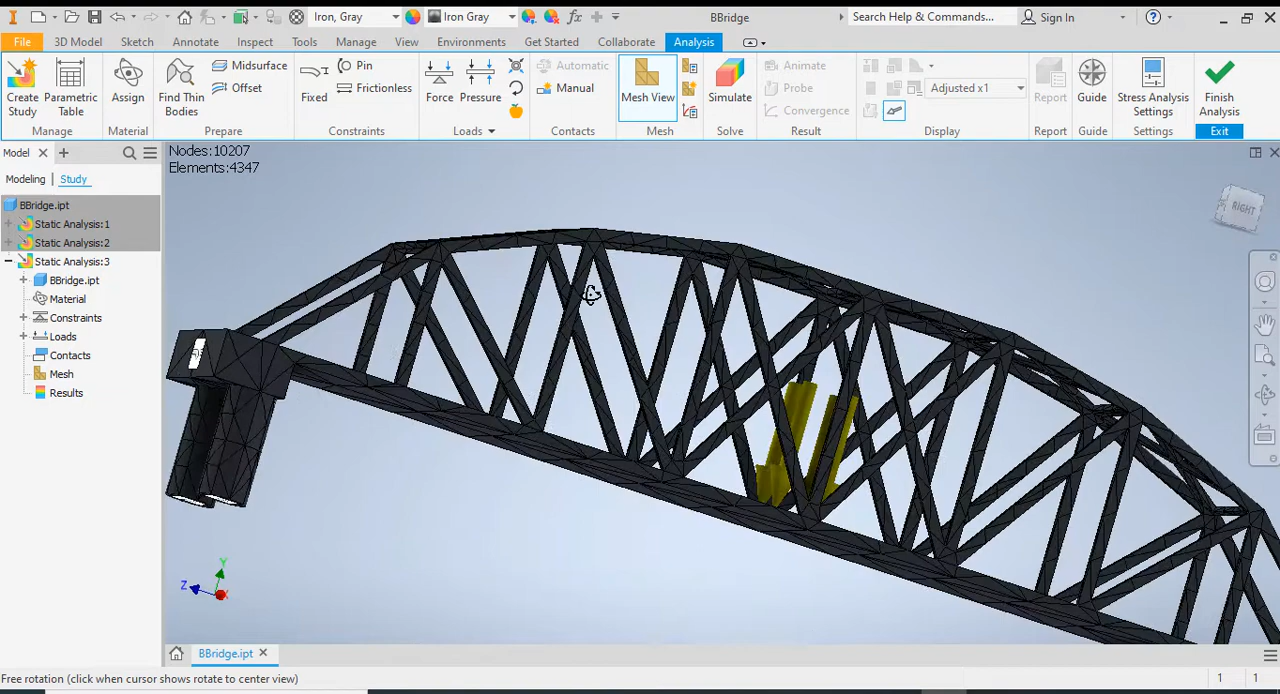 Iron, Gray
Iron Gray
BBridge
Search Help & Commands...
Sign In
File
3D Model
Sketch
Annotate
Inspect
Tools
Manage
View
Environments
Get Started
Collaborate
Analysis
Create
Study
Parametric
Table
Manage
Assign
Material
Find Thin
Bodies
Midsurface
Offset
Prepare
Fixed
Pin
Frictionless
Constraints
Force
Pressure
Loads
Automatic
Manual
Contacts
Mesh View
Mesh
Simulate
Solve
Animate
Probe
Convergence
Result
Adjusted x1
Display
Report
Report
Guide
Guide
Stress Analysis
Settings
Settings
Finish
Analysis
Exit
Model
Modeling
Study
BBridge.ipt
Static Analysis:1
Static Analysis:2
Static Analysis:3
BBridge.ipt
Material
Constraints
Loads
Contacts
Mesh
Results
Nodes:10207
Elements:4347
RIGHT
Y
Z
X
BBridge.ipt
Free rotation (click when cursor shows rotate to center view)
1
1